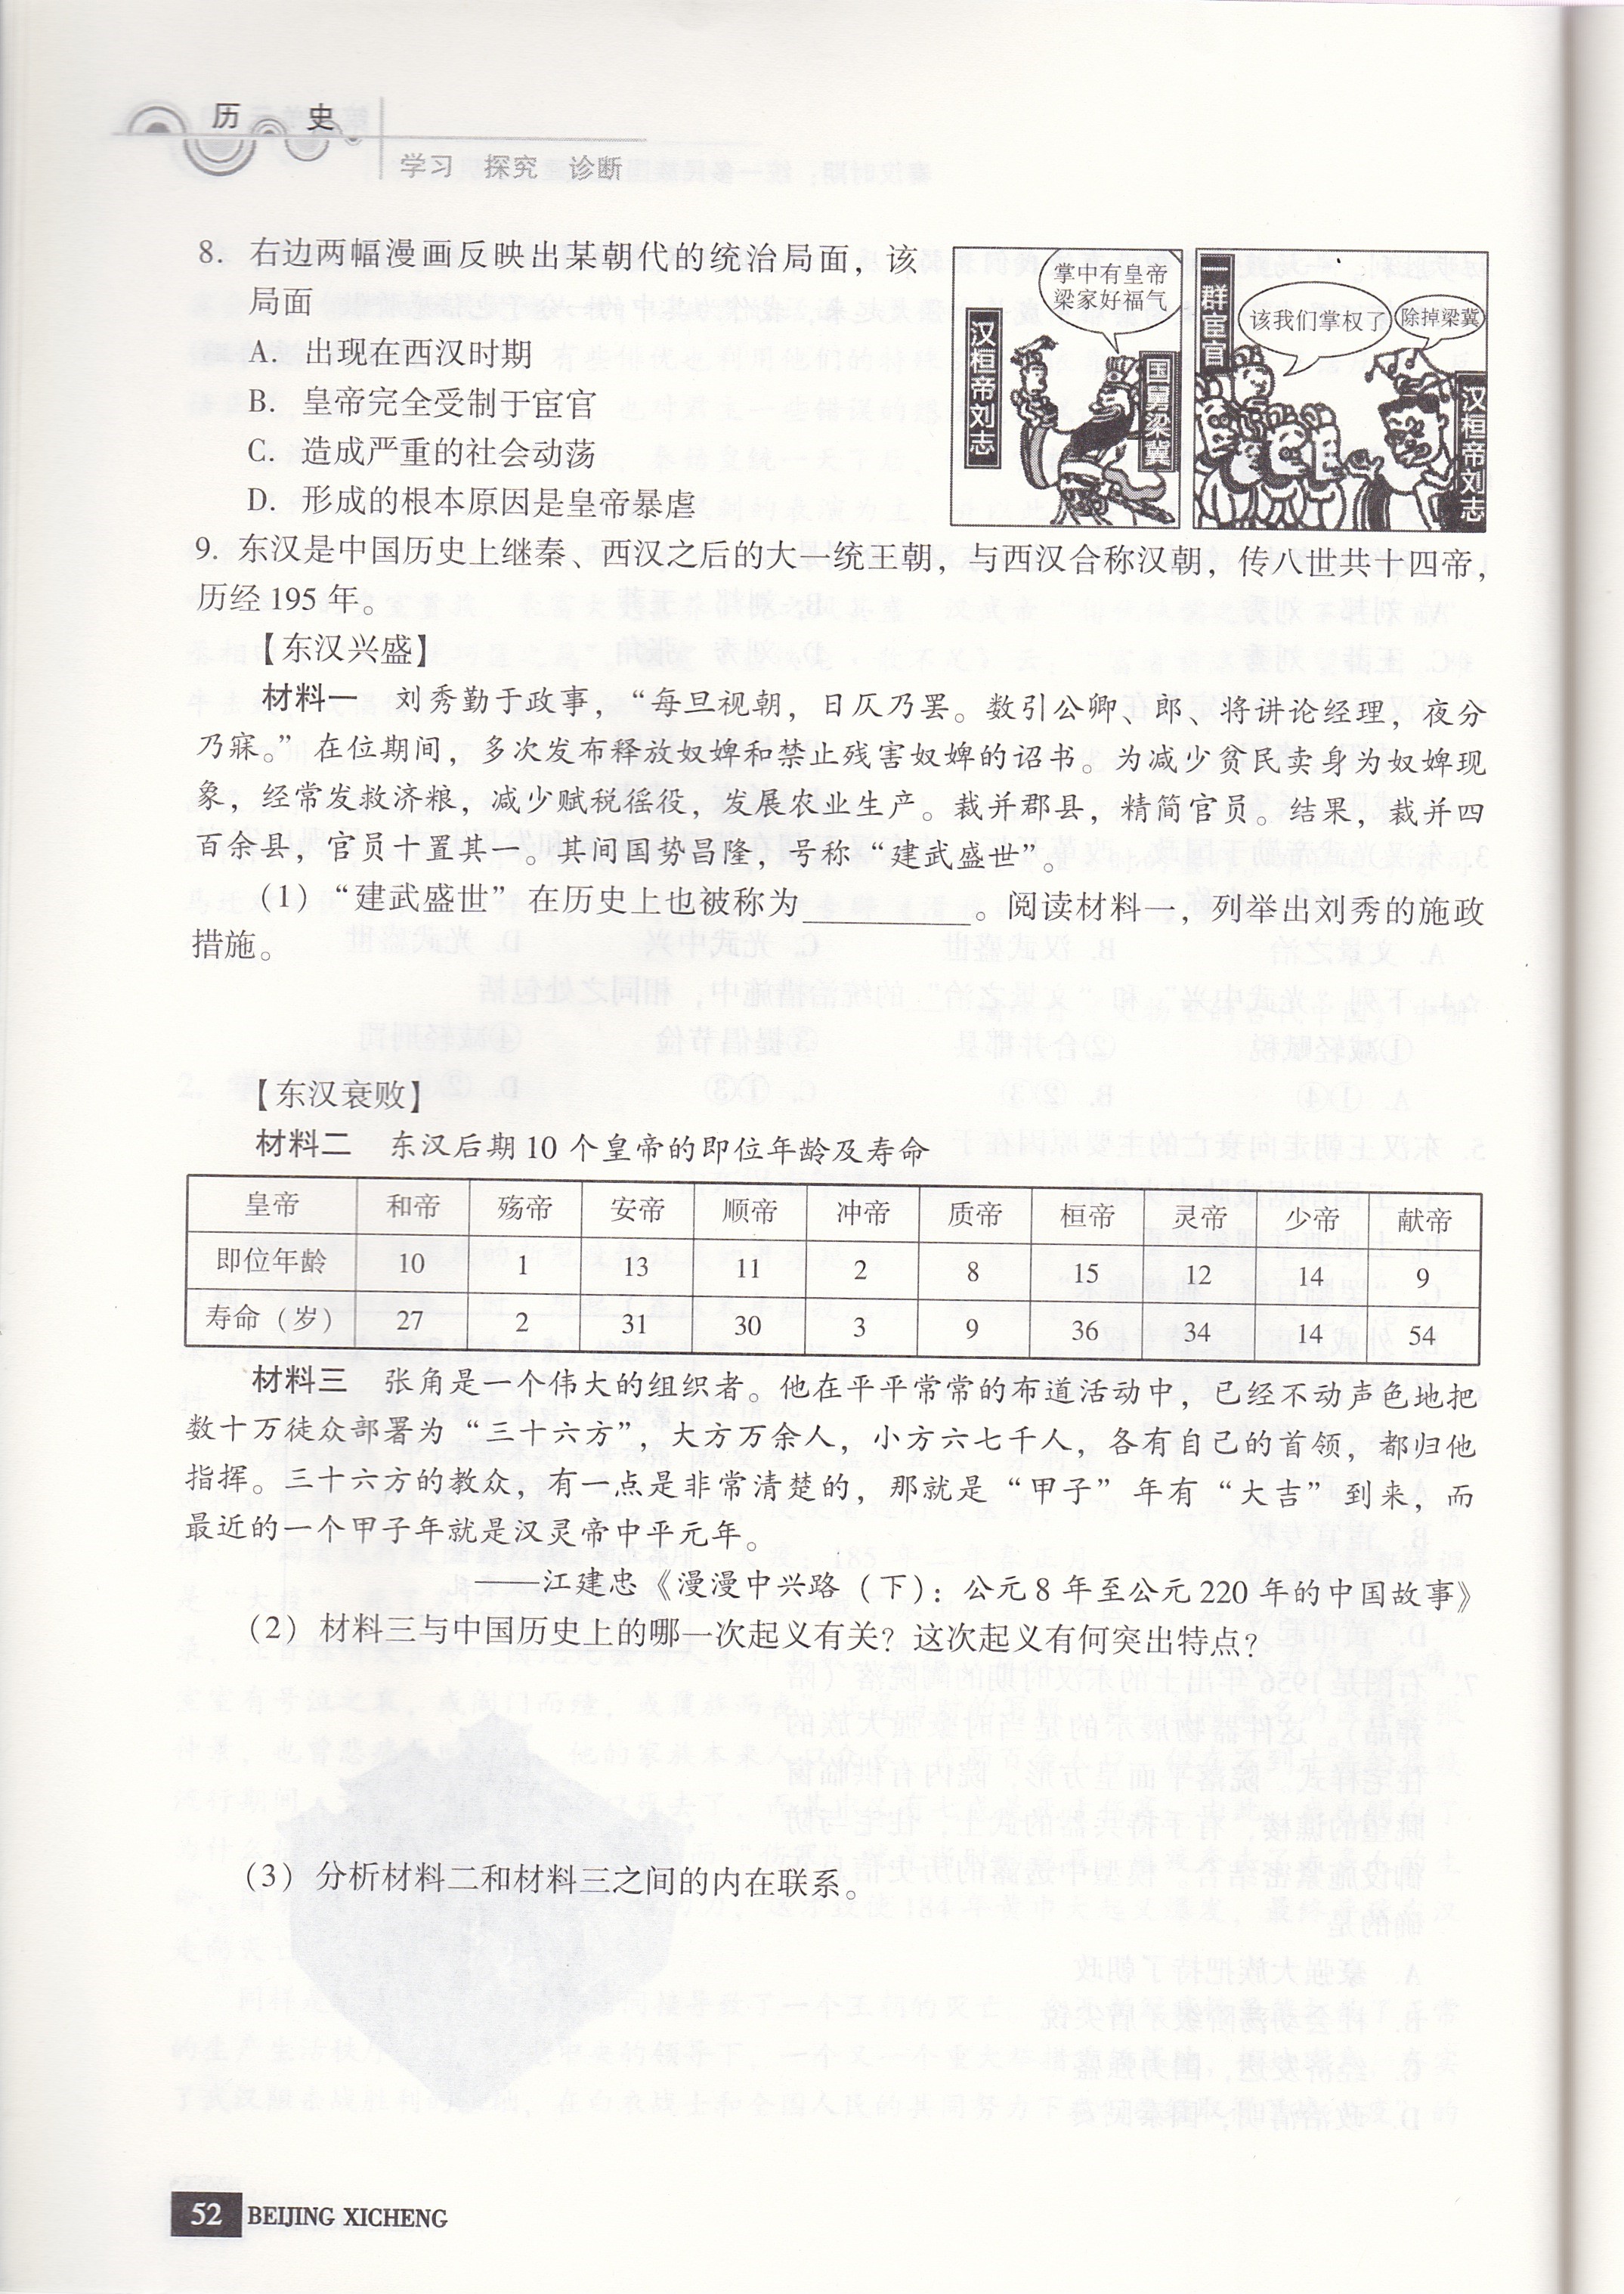 历 史
学习 探究 诊断
8. 右边两幅漫画反映出某朝代的统治局面，该
局面
A. 出现在西汉时期
B. 皇帝完全受制于宦官
C. 造成严重的社会动荡
D. 形成的根本原因是皇帝暴虐
掌中有皇帝
梁家好福气
汉桓帝刘志
国舅梁冀
一群宦官
该我们掌权了
除掉梁冀
汉桓帝刘志
9. 东汉是中国历史上继秦、西汉之后的大一统王朝，与西汉合称汉朝，传八世共十四帝，
历经 195 年。
【东汉兴盛】
材料一 刘秀勤于政事，“每旦视朝，日仄乃罢。数引公卿、郎、将讲论经理，夜分
乃寐。”在位期间，多次发布释放奴婢和禁止残害奴婢的诏书。为减少贫民卖身为奴婢现
象，经常发救济粮，减少赋税徭役，发展农业生产。裁并郡县，精简官员。结果，裁并四
百余县，官员十置其一。其间国势昌隆，号称“建武盛世”。
（1）“建武盛世”在历史上也被称为__________。阅读材料一，列举出刘秀的施政
措施。
【东汉衰败】
材料二 东汉后期 10 个皇帝的即位年龄及寿命
皇帝 和帝 殇帝 安帝 顺帝 冲帝 质帝 桓帝 灵帝 少帝 献帝
即位年龄 10 1 13 11 2 8 15 12 14 9
寿命（岁） 27 2 31 30 3 9 36 34 14 54
材料三 张角是一个伟大的组织者。他在平平常常的布道活动中，已经不动声色地把
数十万徒众部署为“三十六方”，大方万余人，小方六七千人，各有自己的首领，都归他
指挥。三十六方的教众，有一点是非常清楚的，那就是“甲子”年有“大吉”到来，而
最近的一个甲子年就是汉灵帝中平元年。
——江建忠《漫漫中兴路（下）：公元 8 年至公元 220 年的中国故事》
（2）材料三与中国历史上的哪一次起义有关？这次起义有何突出特点？
（3）分析材料二和材料三之间的内在联系。
52 BEIJING XICHENG